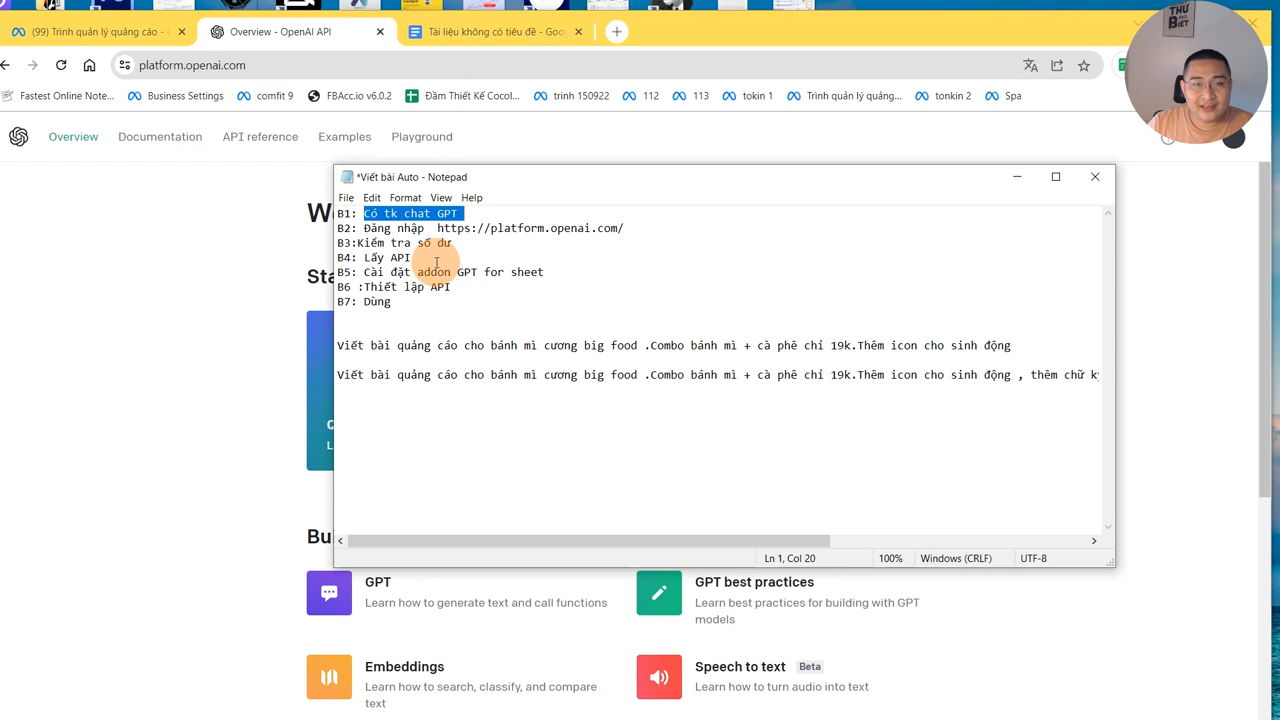 (99) Trình quản lý quảng cáo - 
Overview - OpenAI API
Tài liệu không có tiêu đề - Goo
THỬ
BIẾT
platform.openai.com
Fastest Online Note...
Business Settings
comfit 9
FBAcc.io v6.0.2
Đầm Thiết Kế Cocol...
trinh 150922
112
113
tokin 1
Trình quản lý quảng...
tonkin 2
Spa
Overview
Documentation
API reference
Examples
Playground
*Viết bài Auto - Notepad
File
Edit
Format
View
Help
B1: Có tk chat GPT
B2: Đăng nhập  https://platform.openai.com/
B3:Kiểm tra số dư
B4: Lấy API
B5: Cài đặt addon GPT for sheet
B6 :Thiết lập API
B7: Dùng
Viết bài quảng cáo cho bánh mì cương big food .Combo bánh mì + cà phê chỉ 19k.Thêm icon cho sinh động
Viết bài quảng cáo cho bánh mì cương big food .Combo bánh mì + cà phê chỉ 19k.Thêm icon cho sinh động , thêm chữ
Ln 1, Col 20
100%
Windows (CRLF)
UTF-8
GPT
Learn how to generate text and call functions
GPT best practices
Learn best practices for building with GPT
models
Embeddings
Learn how to search, classify, and compare
text
Speech to text
Beta
Learn how to turn audio into text